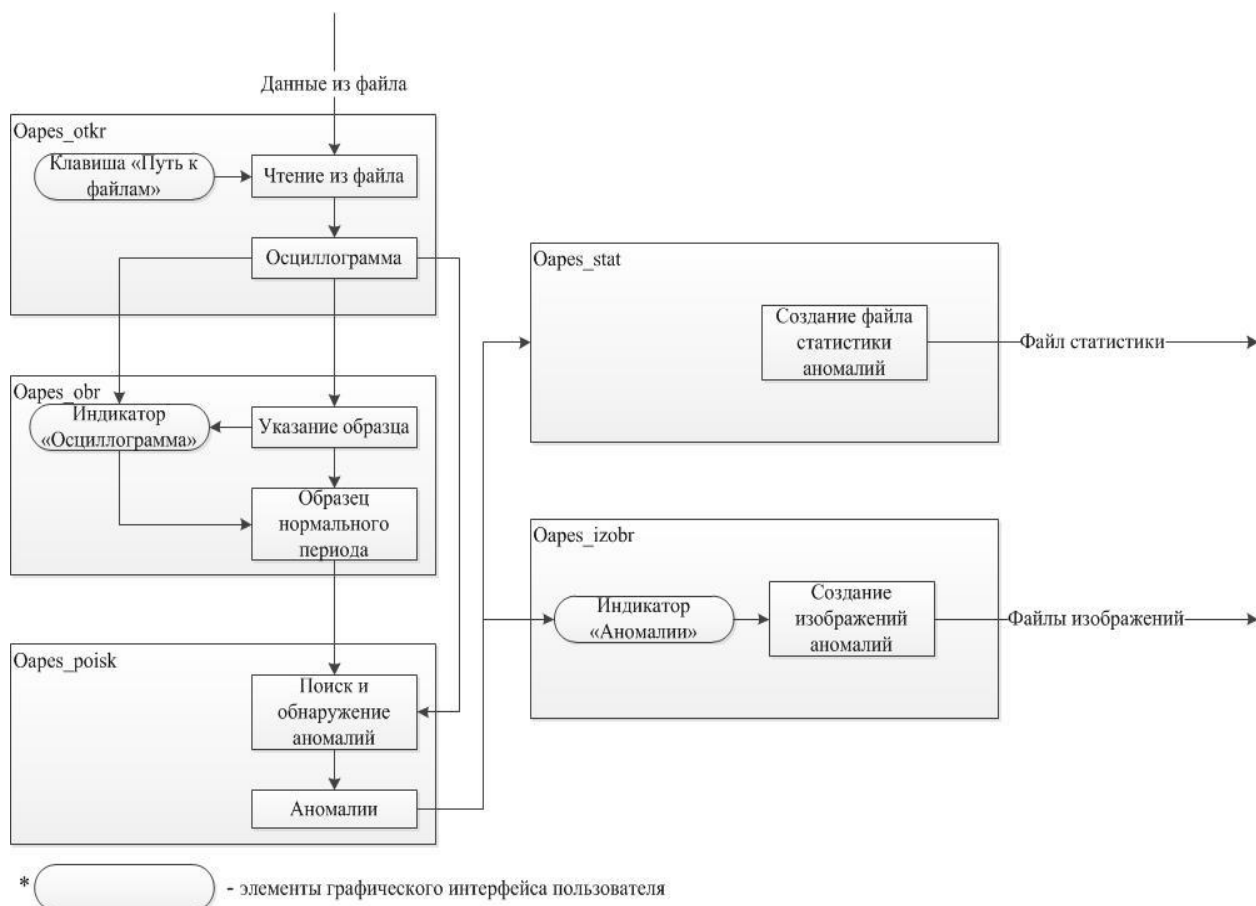 Данные из файла
Oapes_otkr
Клавиша «Путь к
файлам»
Чтение из файла
Осциллограмма
Oapes_obr
Индикатор
«Осциллограмма»
Указание образца
Образец
нормального
периода
Oapes_poisk
Поиск и
обнаружение
аномалий
Аномалии
Oapes_stat
Создание файла
статистики
аномалий
Файл статистики
Oapes_izobr
Индикатор
«Аномалии»
Создание
изображений
аномалий
Файлы изображений
* - элементы графического интерфейса пользователя